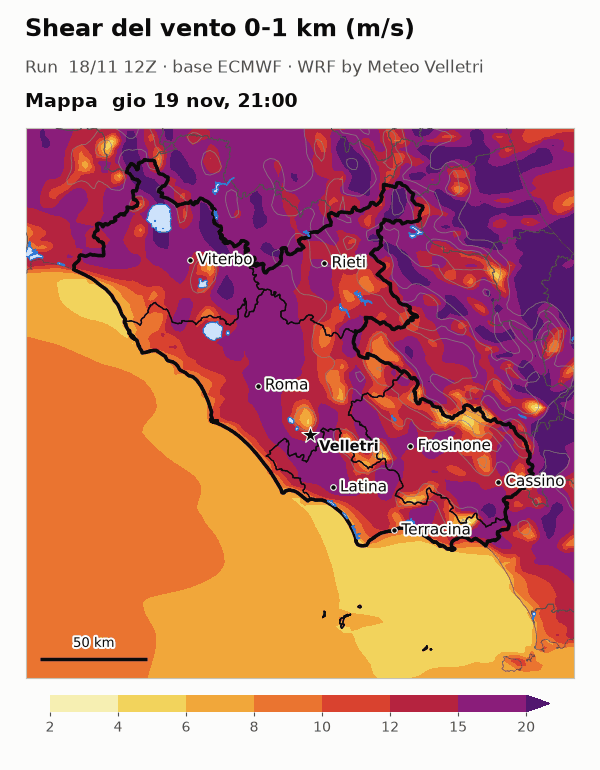 Shear del vento 0-1 km (m/s)
Run  18/11 12Z · base ECMWF · WRF by Meteo Velletri
Mappa  gio 19 nov, 21:00
Viterbo
Rieti
Roma
Velletri
Frosinone
Cassino
Latina
Terracina
50 km
2 4 6 8 10 12 15 20